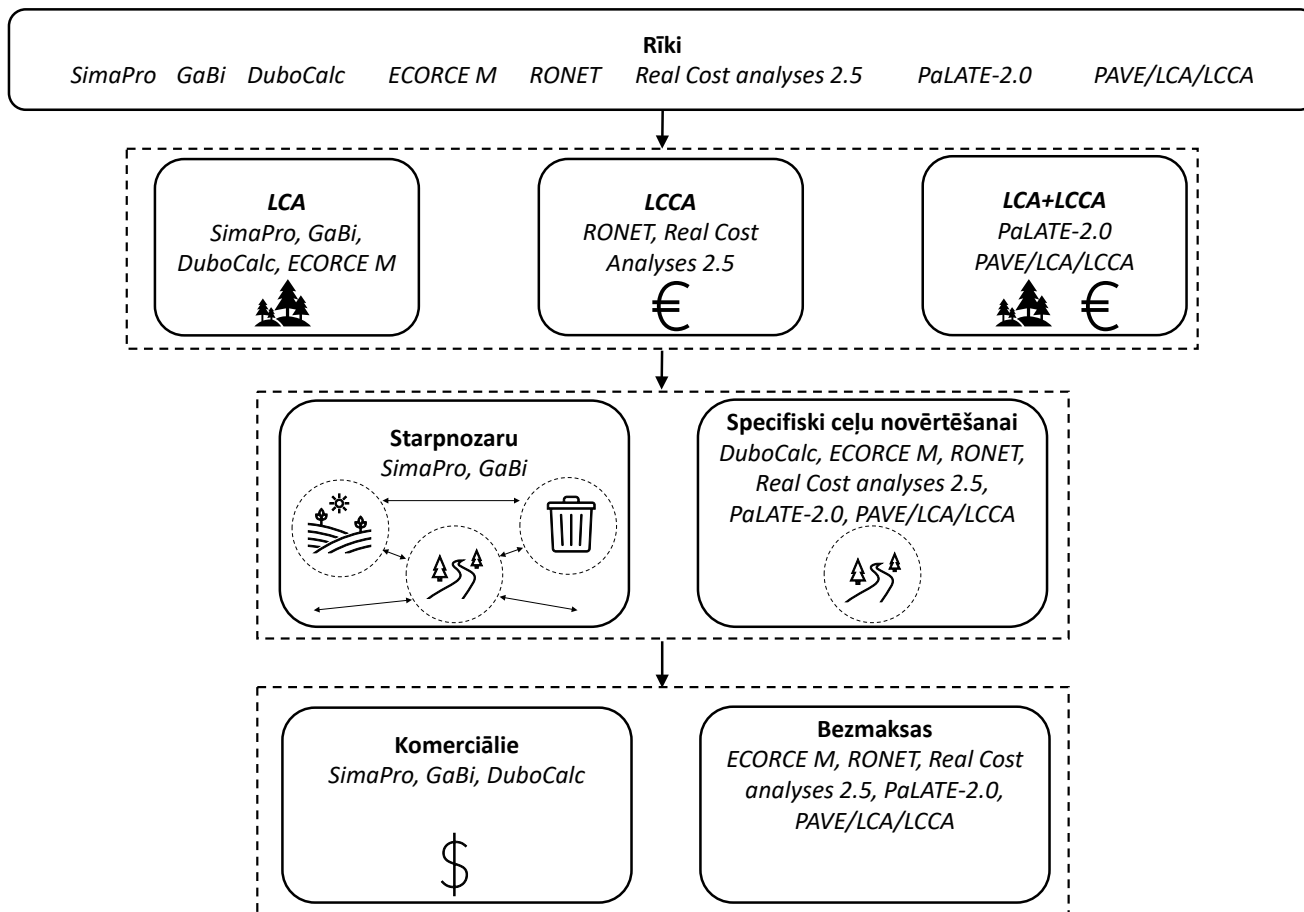 Rīki
SimaPro GaBi DuboCalc ECORCE M RONET Real Cost analyses 2.5 PaLATE-2.0 PAVE/LCA/LCCA
LCA
SimaPro, GaBi,
DuboCalc, ECORCE M
LCCA
RONET, Real Cost
Analyses 2.5
€
LCA+LCCA
PaLATE-2.0
PAVE/LCA/LCCA
€
Starpnozaru
SimaPro, GaBi
Specifiski ceļu novērtēšanai
DuboCalc, ECORCE M, RONET,
Real Cost analyses 2.5,
PaLATE-2.0, PAVE/LCA/LCCA
Komerciālie
SimaPro, GaBi, DuboCalc
$
Bezmaksas
ECORCE M, RONET, Real Cost
analyses 2.5, PaLATE-2.0,
PAVE/LCA/LCCA